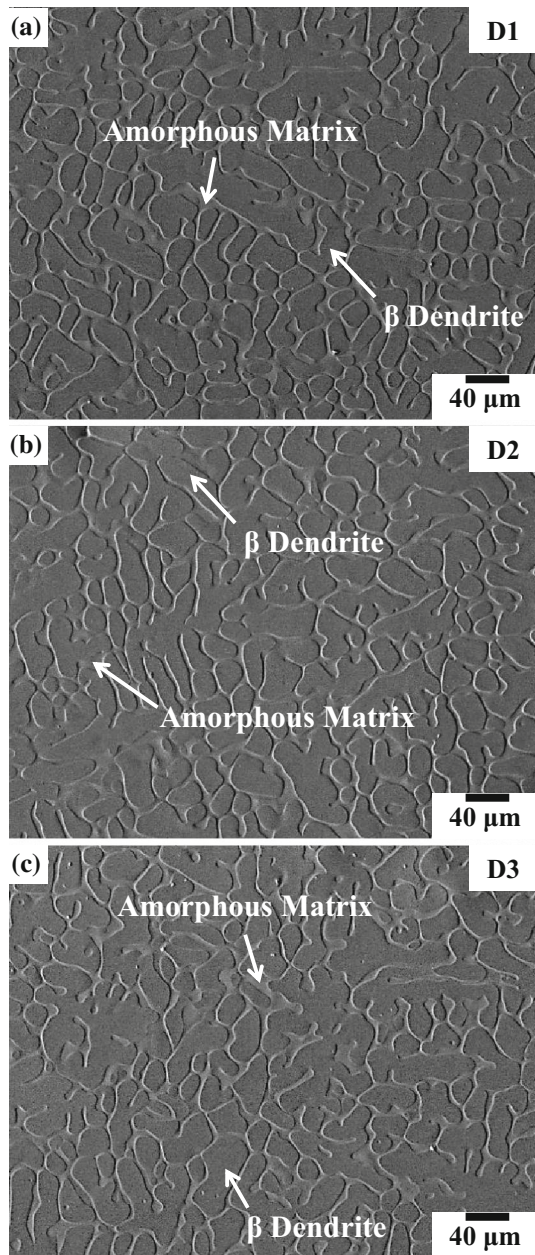 (a)
D1
Amorphous Matrix
β Dendrite
40 μm
(b)
D2
β Dendrite
Amorphous Matrix
40 μm
(c)
D3
Amorphous Matrix
β Dendrite
40 μm